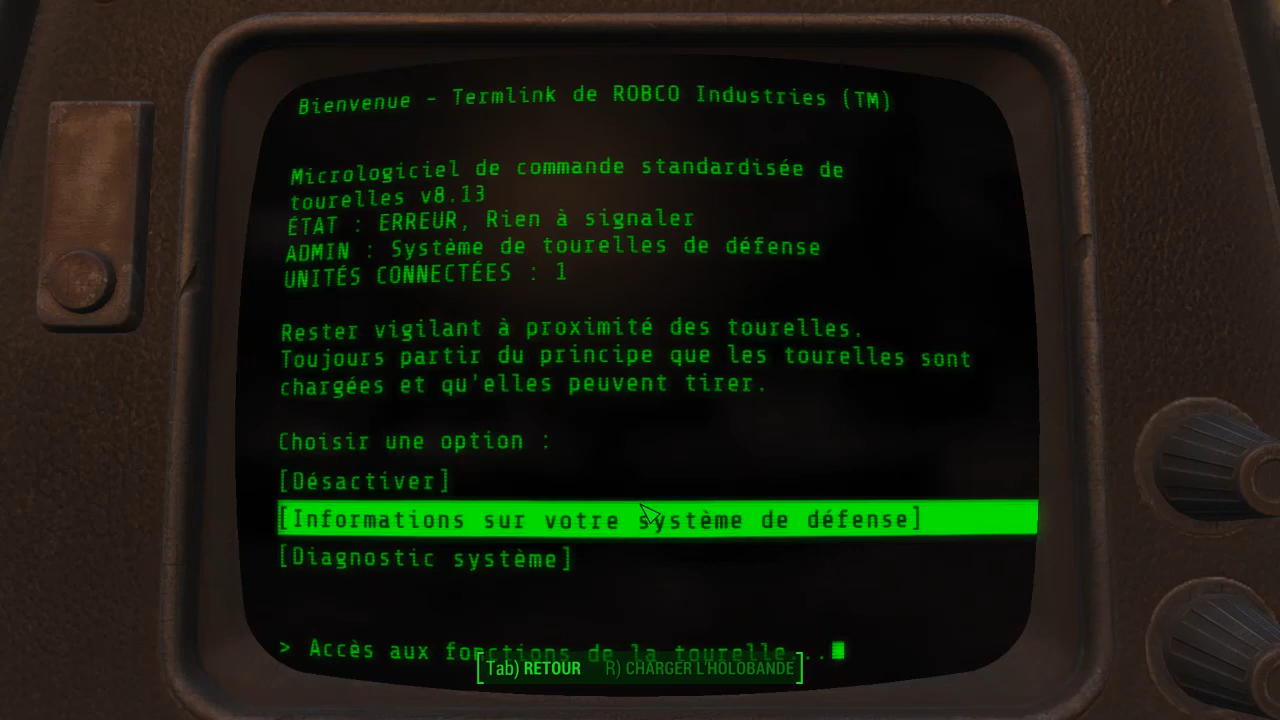 Bienvenue - Termlink de ROBCO Industries (TM)
Micrologiciel de commande standardisée de
tourelles v8.13
ÉTAT : ERREUR, Rien à signaler
ADMIN : Système de tourelles de défense
UNITÉS CONNECTÉES : 1
Rester vigilant à proximité des tourelles.
Toujours partir du principe que les tourelles sont
chargées et qu'elles peuvent tirer.
Choisir une option :
[Désactiver]
[Informations sur votre système de défense]
[Diagnostic système]
> Accès aux fonctions de la tourelle...
Tab) RETOUR R) CHARGER L'HOLOBANDE